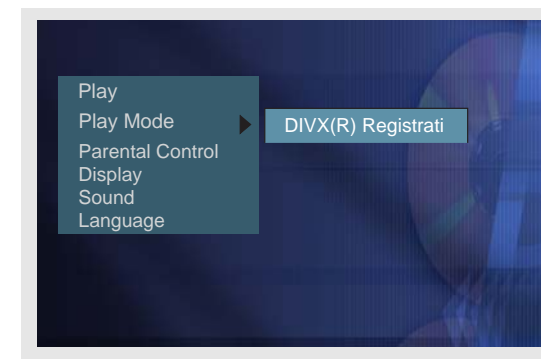 Play
Play Mode
DIVX(R) Registrati
Parental Control
Display
Sound
Language